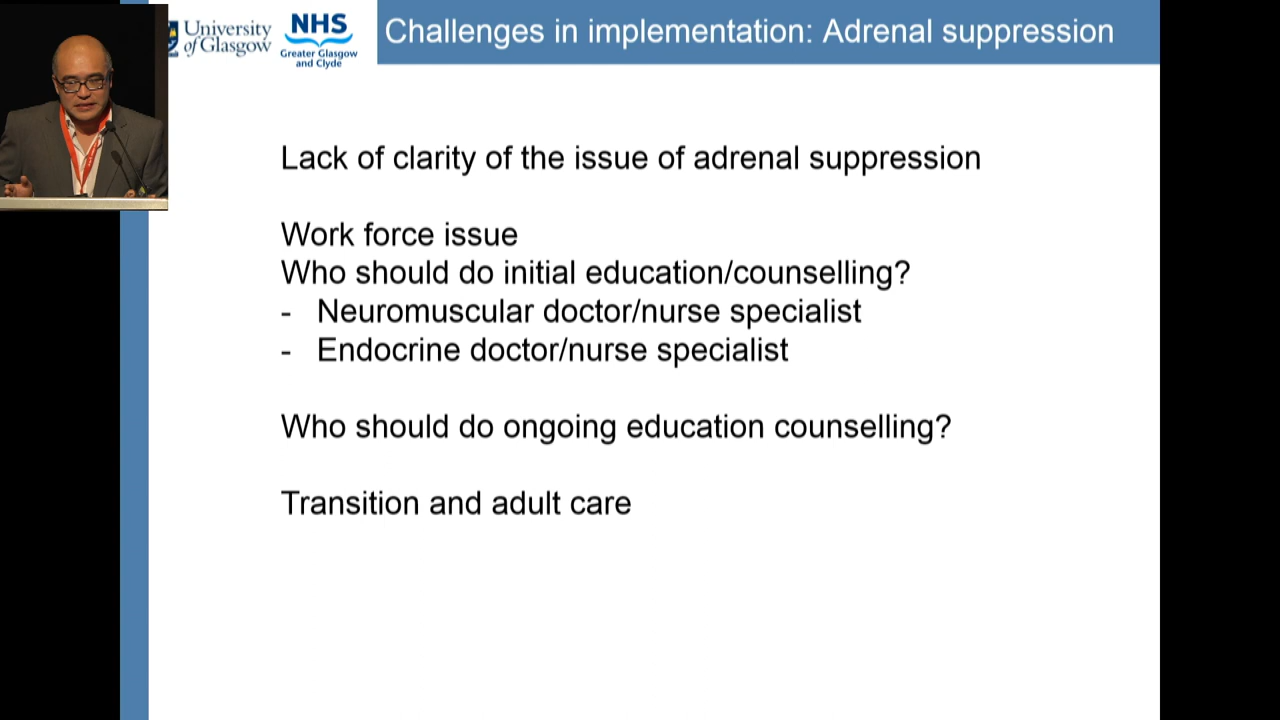 University
of Glasgow
NHS
Greater Glasgow
and Clyde
Challenges in implementation: Adrenal suppression
Lack of clarity of the issue of adrenal suppression
Work force issue
Who should do initial education/counselling?
- Neuromuscular doctor/nurse specialist
- Endocrine doctor/nurse specialist
Who should do ongoing education counselling?
Transition and adult care